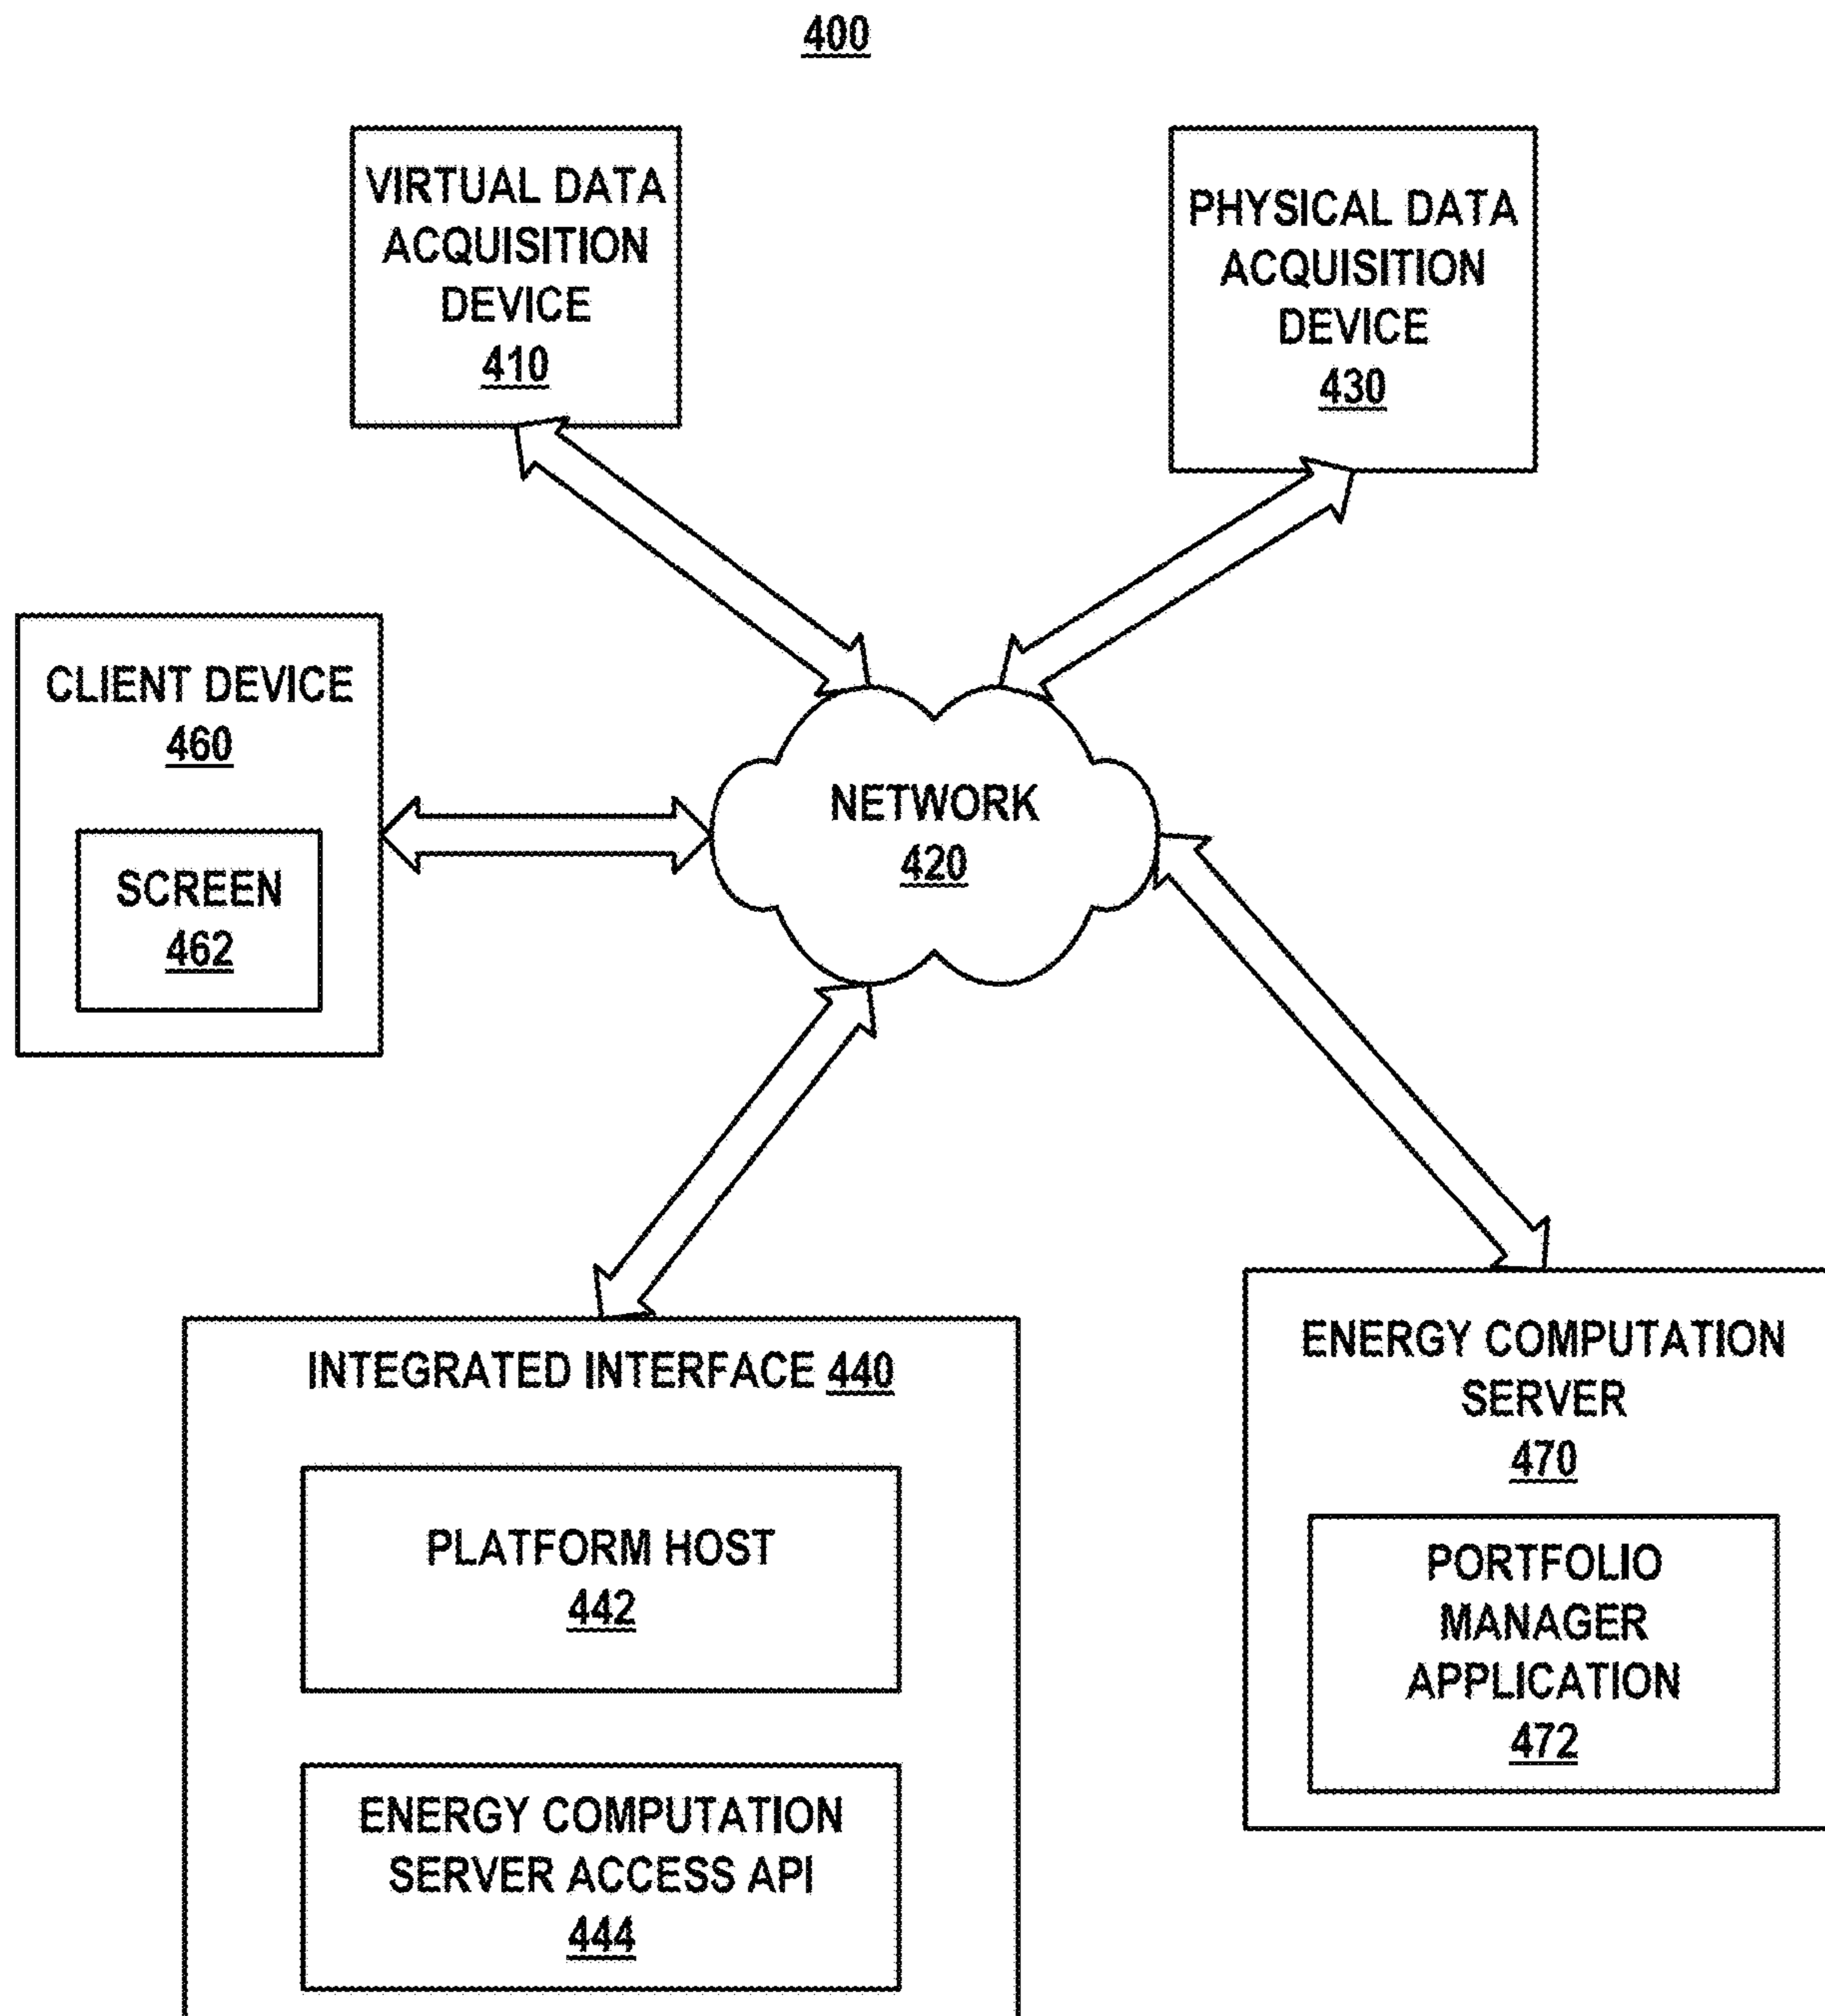 400
VIRTUAL DATA
ACQUISITION
DEVICE
410
PHYSICAL DATA
ACQUISITION
DEVICE
430
CLIENT DEVICE
460
SCREEN
462
NETWORK
420
INTEGRATED INTERFACE 440
PLATFORM HOST
442
ENERGY COMPUTATION
SERVER ACCESS API
444
ENERGY COMPUTATION
SERVER
470
PORTFOLIO
MANAGER
APPLICATION
472